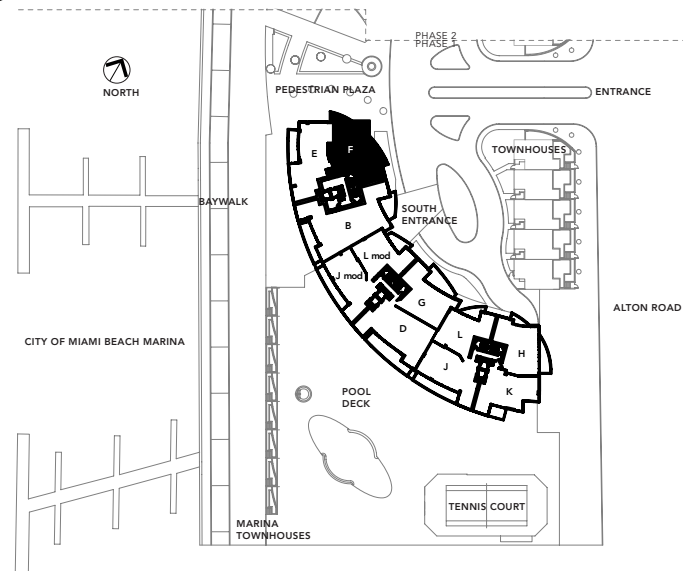 PHASE 2
PHASE 1
NORTH
PEDESTRIAN PLAZA
ENTRANCE
TOWNHOUSES
E
F
BAYWALK
SOUTH
ENTRANCE
B
L mod
J mod
G
D
L
H
J
K
ALTON ROAD
CITY OF MIAMI BEACH MARINA
POOL
DECK
TENNIS COURT
MARINA
TOWNHOUSES